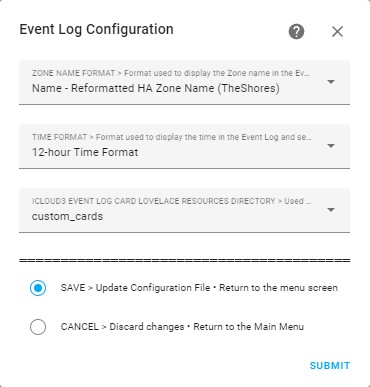 Event Log Configuration
ZONE NAME FORMAT > Format used to display the Zone name in the Ev...
Name - Reformatted HA Zone Name (TheShores)
TIME FORMAT > Format used to display the time in the Event Log and se...
12-hour Time Format
ICLOUD3 EVENT LOG CARD LOVELACE RESOURCES DIRECTORY > Used ...
custom_cards
SAVE > Update Configuration File • Return to the menu screen
CANCEL > Discard changes • Return to the Main Menu
SUBMIT